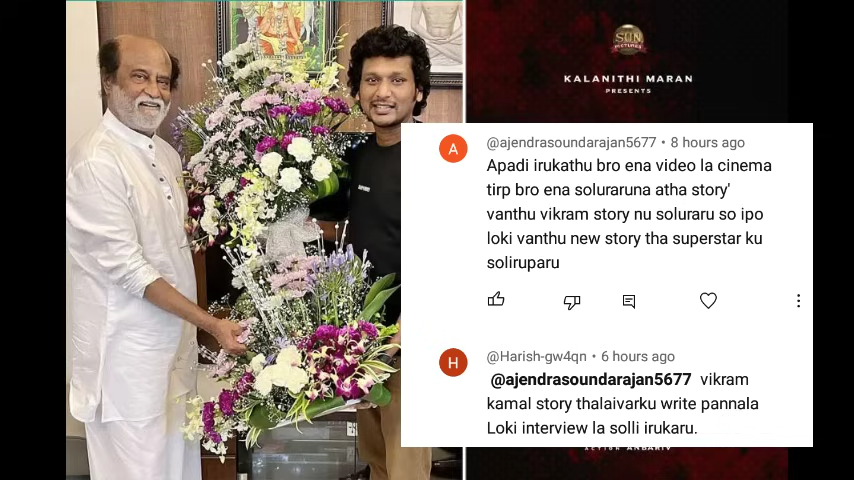 SUN
PICTURES
KALANITHI MARAN
PRESENTS
@ajendrasoundarajan5677 • 8 hours ago
Apadi irukathu bro ena video la cinema
tirp bro ena soluraruna atha story'
vanthu vikram story nu soluraru so ipo
loki vanthu new story tha superstar ku
soliruparu
@Harish-gw4qn • 6 hours ago
@ajendrasoundarajan5677 vikram
kamal story thalaivarku write pannala
Loki interview la solli irukaru.
ACTION ANBARIV